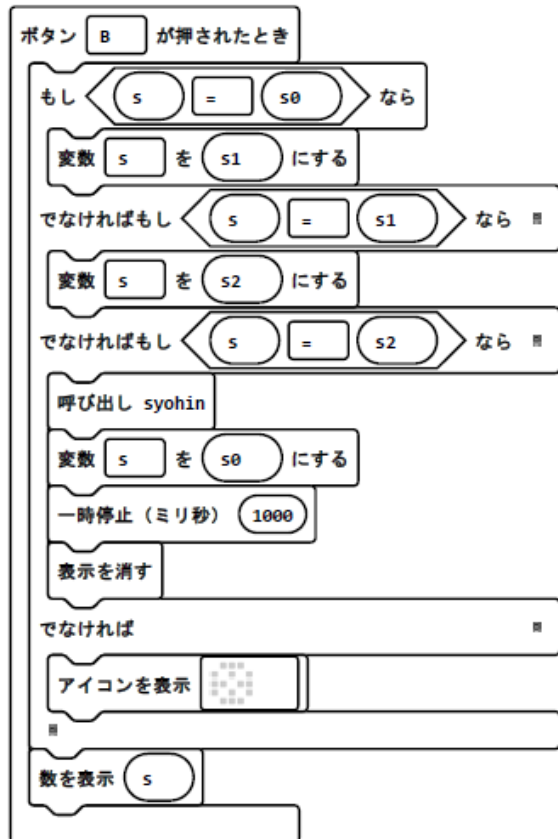 ボタン B が押されたとき
もし s = s0 なら
変数 s を s1 にする
でなければもし s = s1 なら
変数 s を s2 にする
でなければもし s = s2 なら
呼び出し syohin
変数 s を s0 にする
一時停止（ミリ秒） 1000
表示を消す
でなければ
アイコンを表示
数を表示 s